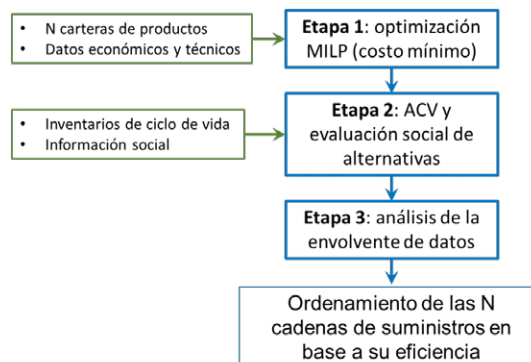 • N carteras de productos
• Datos económicos y técnicos
Etapa 1: optimización
MILP (costo mínimo)
• Inventarios de ciclo de vida
• Información social
Etapa 2: ACV y
evaluación social de
alternativas
Etapa 3: análisis de la
envolvente de datos
Ordenamiento de las N
cadenas de suministros en
base a su eficiencia